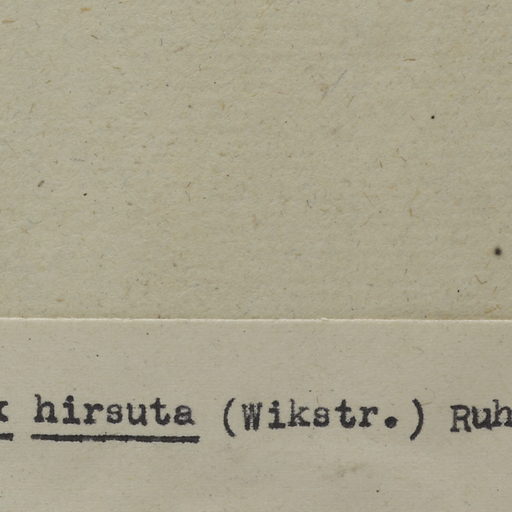 x hirsuta (Wikstr.) Ruh